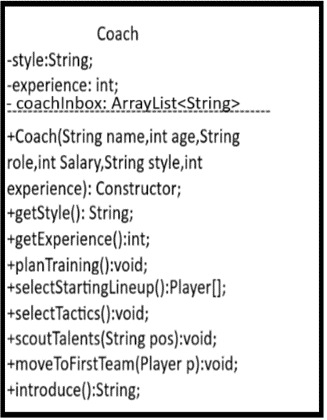 Coach
-style:String;
-experience: int;
- coachInbox: ArrayList<String>
+Coach(String name,int age,String
role,int Salary,String style,int
experience): Constructor;
+getStyle(): String;
+getExperience():int;
+planTraining():void;
+selectStartingLineup():Player[];
+selectTactics():void;
+scoutTalents(String pos):void;
+moveToFirstTeam(Player p):void;
+introduce():String;